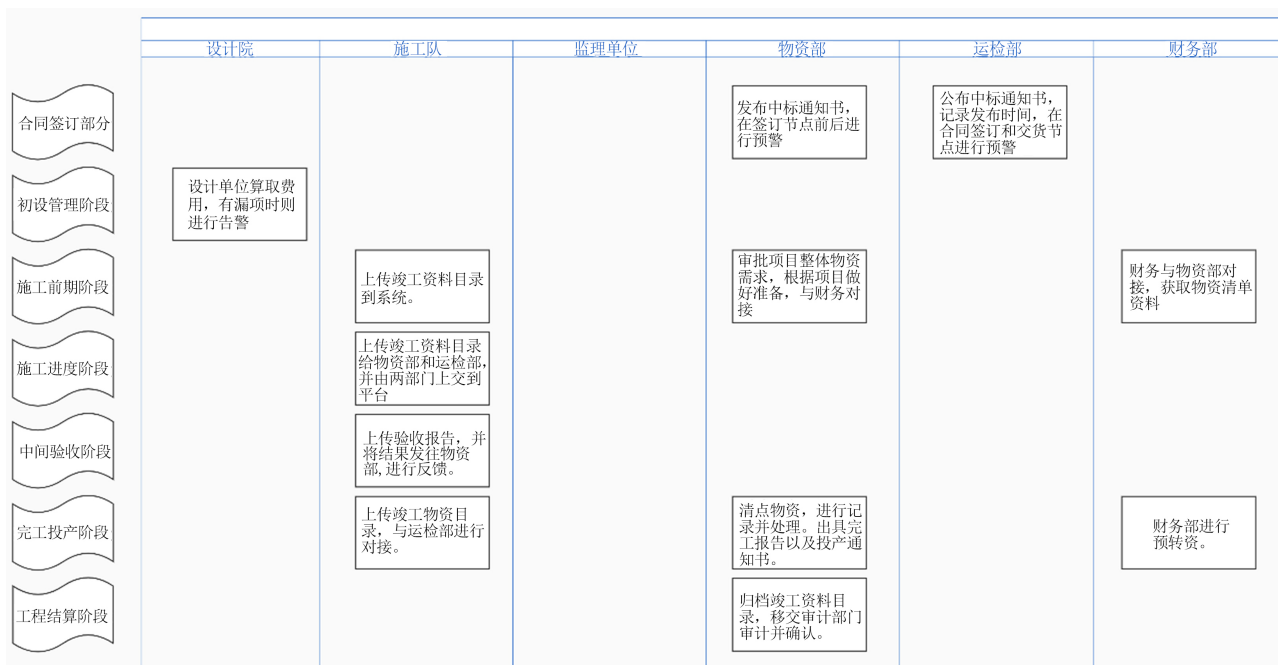 设计院
施工队
监理单位
物资部
运检部
财务部
合同签订部分
发布中标通知书，
在签订节点前后进
行预警
公布中标通知书，
记录发布时间，在
合同签订和交货节
点进行预警
初设管理阶段
设计单位算取费
用，有漏项时则
进行告警
施工前期阶段
上传竣工资料目录
到系统。
审批项目整体物资
需求，根据项目做
好准备，与财务对
接
财务与物资部对
接，获取物资清单
资料
施工进度阶段
上传竣工资料目录
给物资部和运检部，
并由两部门上交到
平台
中间验收阶段
上传验收报告，并
将结果发往物资
部,进行反馈。
完工投产阶段
上传竣工物资目
录，与运检部进行
对接。
清点物资，进行记
录并处理。出具完
工报告以及投产通
知书。
财务部进行
预转资。
工程结算阶段
归档竣工资料目
录，移交审计部门
审计并确认。